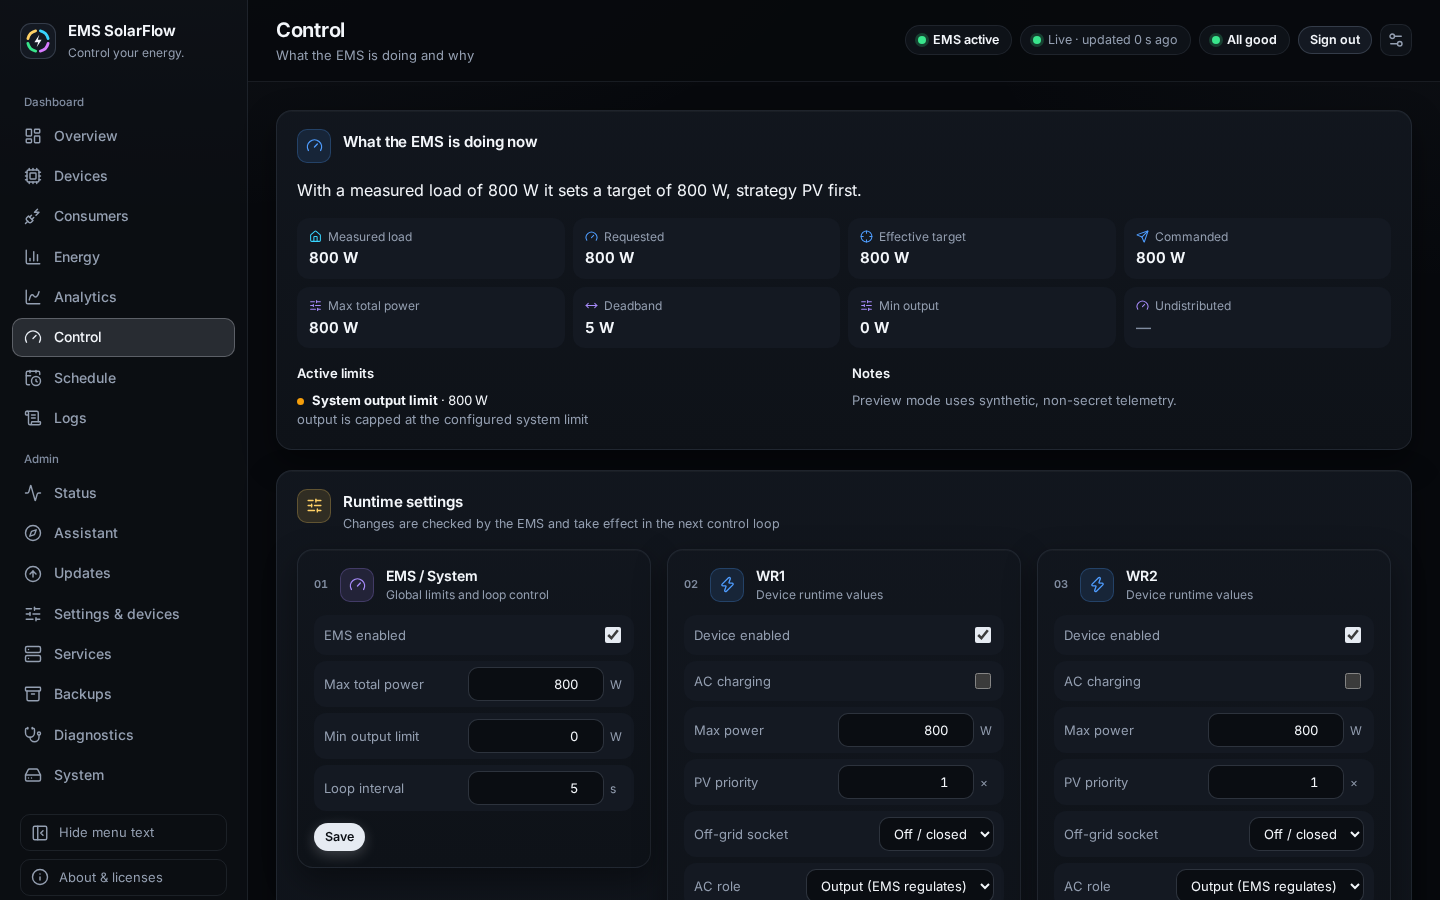 EMS SolarFlow
Control your energy.
Dashboard
Overview
Devices
Consumers
Energy
Analytics
Control
Schedule
Logs
Admin
Status
Assistant
Updates
Settings & devices
Services
Backups
Diagnostics
System
Hide menu text
About & licenses
Control
What the EMS is doing and why
EMS active
Live · updated 0 s ago
All good
Sign out
What the EMS is doing now
With a measured load of 800 W it sets a target of 800 W, strategy PV first.
Measured load
800 W
Requested
800 W
Effective target
800 W
Commanded
800 W
Max total power
800 W
Deadband
5 W
Min output
0 W
Undistributed
—
Active limits
System output limit · 800 W
output is capped at the configured system limit
Notes
Preview mode uses synthetic, non-secret telemetry.
Runtime settings
Changes are checked by the EMS and take effect in the next control loop
01
EMS / System
Global limits and loop control
EMS enabled
Max total power 800 W
Min output limit 0 W
Loop interval 5 s
Save
02
WR1
Device runtime values
Device enabled
AC charging
Max power 800 W
PV priority 1 ×
Off-grid socket Off / closed
AC role Output (EMS regulates)
03
WR2
Device runtime values
Device enabled
AC charging
Max power 800 W
PV priority 1 ×
Off-grid socket Off / closed
AC role Output (EMS regulates)